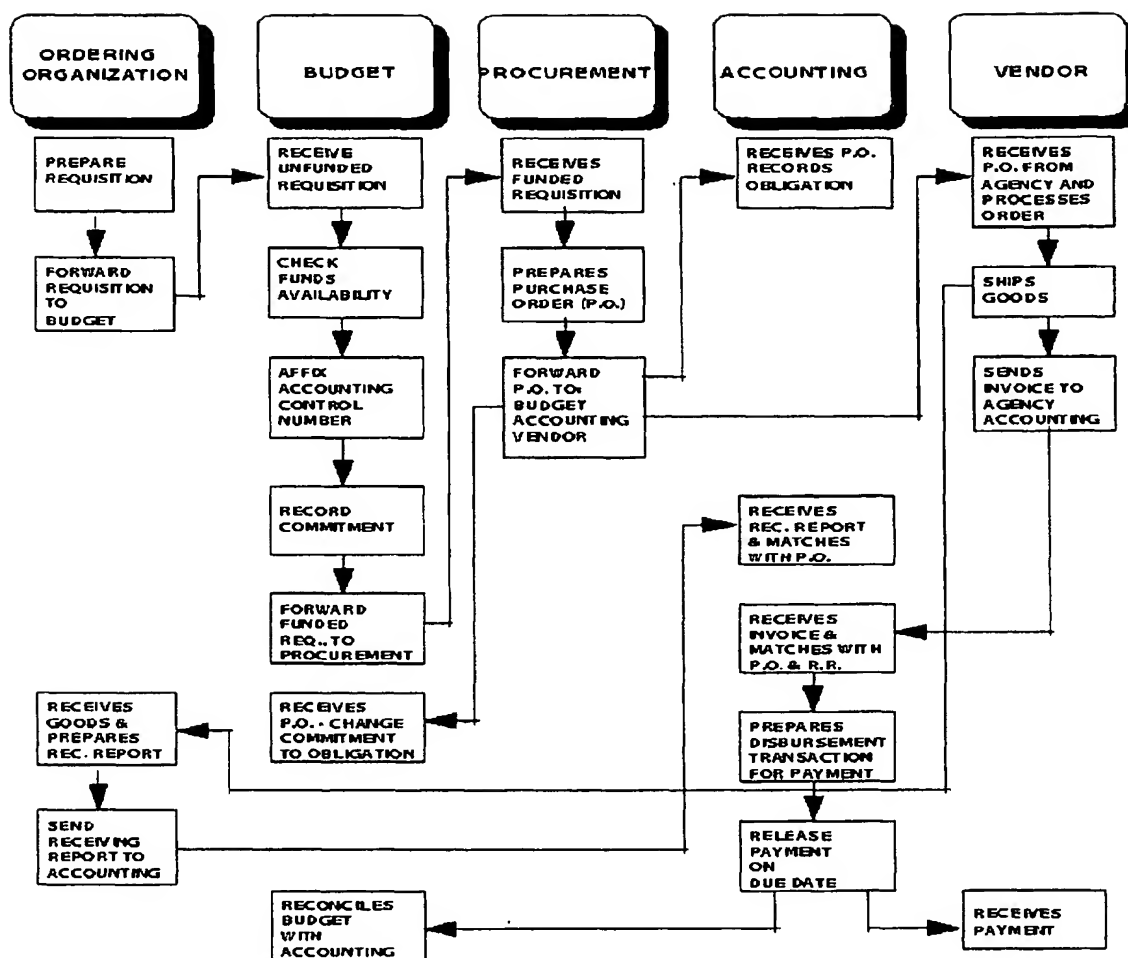 ORDERING
ORGANIZATION
BUDGET
PROCUREMENT
ACCOUNTING
VENDOR
PREPARE
REQUISITION
FORWARD
REQUISITION
TO
BUDGET
RECEIVE
UNFUNDED
REQUISITION
CHECK
FUNDS
AVAILABILITY
AFFIX
ACCOUNTING
CONTROL
NUMBER
RECORD
COMMITMENT
FORWARD
FUNDED
REQ., TO
PROCUREMENT
RECEIVES
FUNDED
REQUISITION
PREPARES
PURCHASE
ORDER (P.O.)
FORWARD
P.O. TO:
BUDGET
ACCOUNTING
VENDOR
RECEIVES P.O.
RECORDS
OBLIGATION
RECEIVES
P.O. FROM
AGENCY AND
PROCESSES
ORDER
SHIPS
GOODS
SENDS
INVOICE TO
AGENCY
ACCOUNTING
RECEIVES
REC. REPORT
& MATCHES
WITH P.O.
RECEIVES
INVOICE &
MATCHES WITH
P.O. & R.R.
RECEIVES
GOODS &
PREPARES
REC. REPORT
RECEIVES
P.O. - CHANGE
COMMITMENT
TO OBLIGATION
PREPARES
DISBURSEMENT
TRANSACTION
FOR PAYMENT
SEND
RECEIVING
REPORT TO
ACCOUNTING
RELEASE
PAYMENT
ON
DUE DATE
RECONCILES
BUDGET
WITH
ACCOUNTING
RECEIVES
PAYMENT